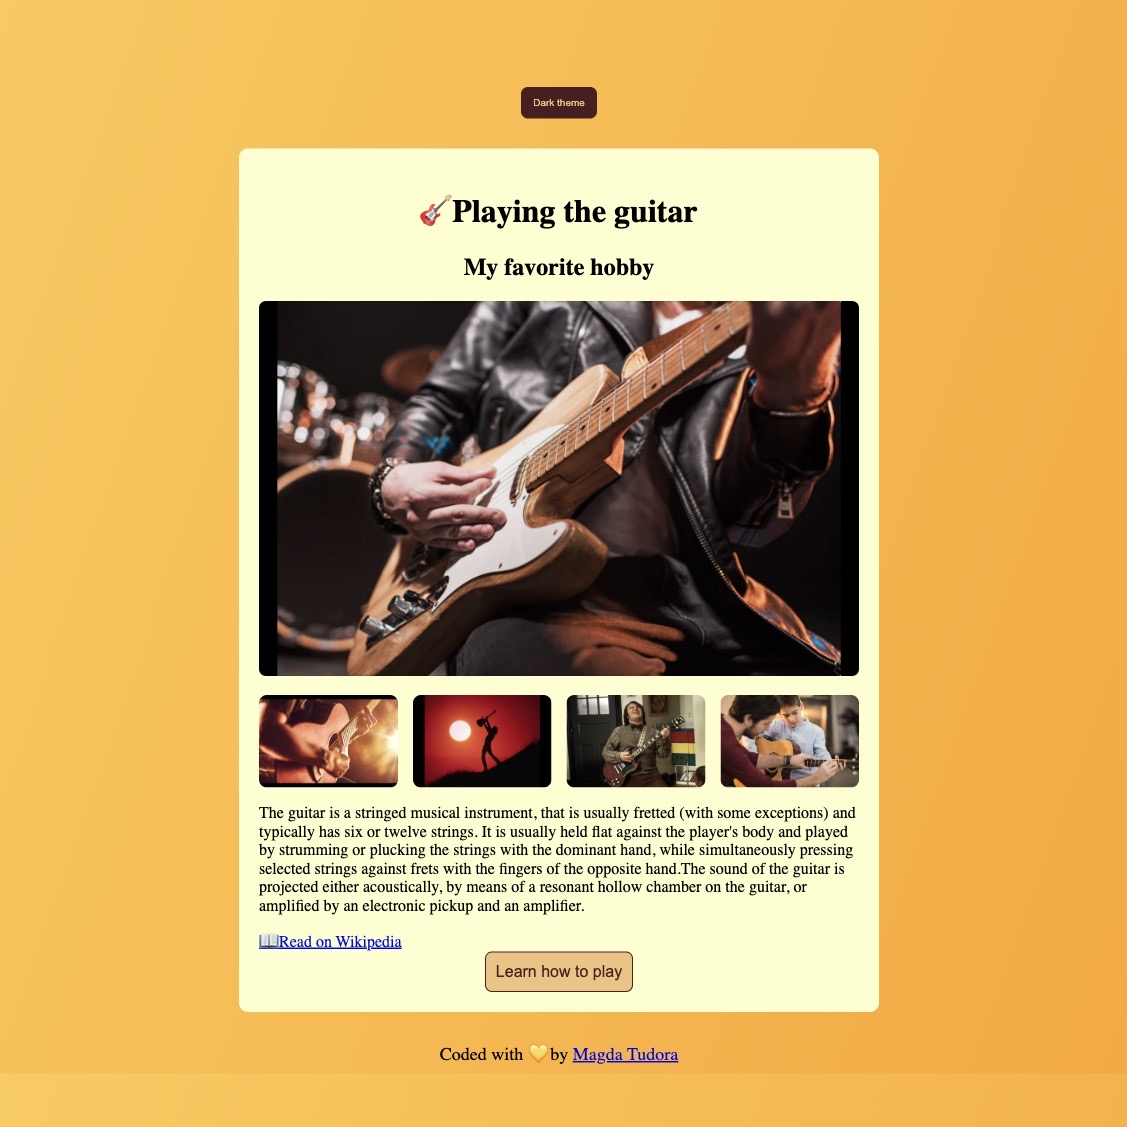 Dark theme
🎸Playing the guitar
My favorite hobby
The guitar is a stringed musical instrument, that is usually fretted (with some exceptions) and
typically has six or twelve strings. It is usually held flat against the player's body and played
by strumming or plucking the strings with the dominant hand, while simultaneously pressing
selected strings against frets with the fingers of the opposite hand.The sound of the guitar is
projected either acoustically, by means of a resonant hollow chamber on the guitar, or
amplified by an electronic pickup and an amplifier.
📖Read on Wikipedia
Learn how to play
Coded with 💛by Magda Tudora